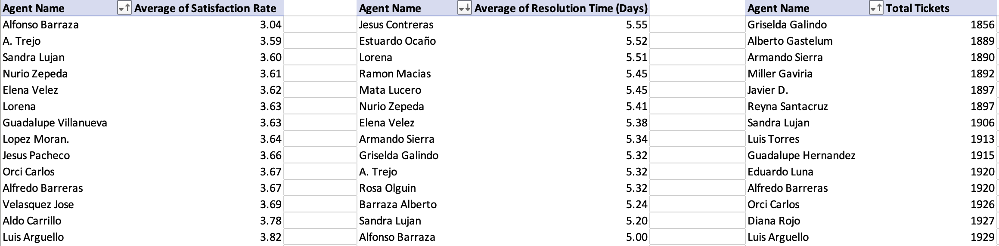 Agent Name Average of Satisfaction Rate Agent Name Average of Resolution Time (Days) Agent Name Total Tickets
Alfonso Barraza 3.04 Jesus Contreras 5.55 Griselda Galindo 1856
A. Trejo 3.59 Estuardo Ocaño 5.52 Alberto Gastelum 1889
Sandra Lujan 3.60 Lorena 5.51 Armando Sierra 1890
Nurio Zepeda 3.61 Ramon Macias 5.45 Miller Gaviria 1892
Elena Velez 3.62 Mata Lucero 5.45 Javier D. 1897
Lorena 3.63 Nurio Zepeda 5.41 Reyna Santacruz 1897
Guadalupe Villanueva 3.63 Elena Velez 5.38 Sandra Lujan 1906
Lopez Moran. 3.64 Armando Sierra 5.34 Luis Torres 1913
Jesus Pacheco 3.66 Griselda Galindo 5.32 Guadalupe Hernandez 1915
Orci Carlos 3.67 A. Trejo 5.32 Eduardo Luna 1920
Alfredo Barreras 3.67 Rosa Olguin 5.32 Alfredo Barreras 1920
Velasquez Jose 3.69 Barraza Alberto 5.24 Orci Carlos 1926
Aldo Carrillo 3.78 Sandra Lujan 5.20 Diana Rojo 1927
Luis Arguello 3.82 Alfonso Barraza 5.00 Luis Arguello 1929